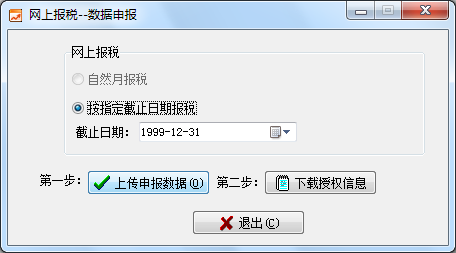 网上报税--数据申报
网上报税
自然月报税
按指定截止日期报税
截止日期: 1999-12-31
第一步: 上传申报数据(O) 第二步: 下载授权信息
退出(C)